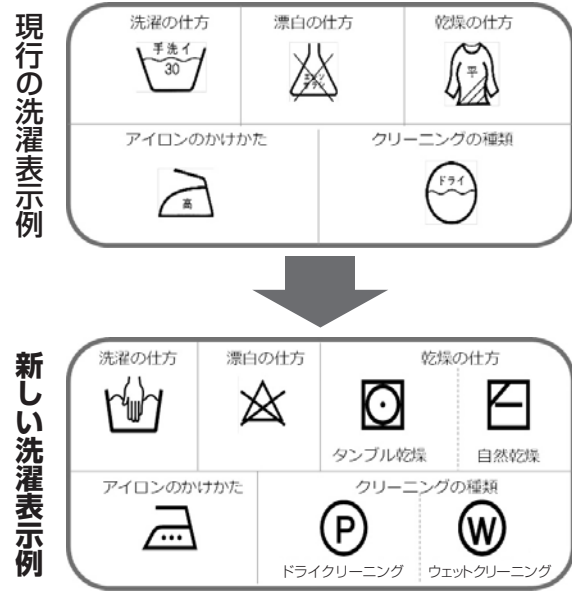 現行の洗濯表示例
洗濯の仕方
漂白の仕方
乾燥の仕方
手洗イ
30
エンソ
サラシ
平
アイロンのかけかた
クリーニングの種類
高
ドライ
新しい洗濯表示例
洗濯の仕方
漂白の仕方
乾燥の仕方
タンブル乾燥
自然乾燥
アイロンのかけかた
クリーニングの種類
P
W
ドライクリーニング
ウェットクリーニング